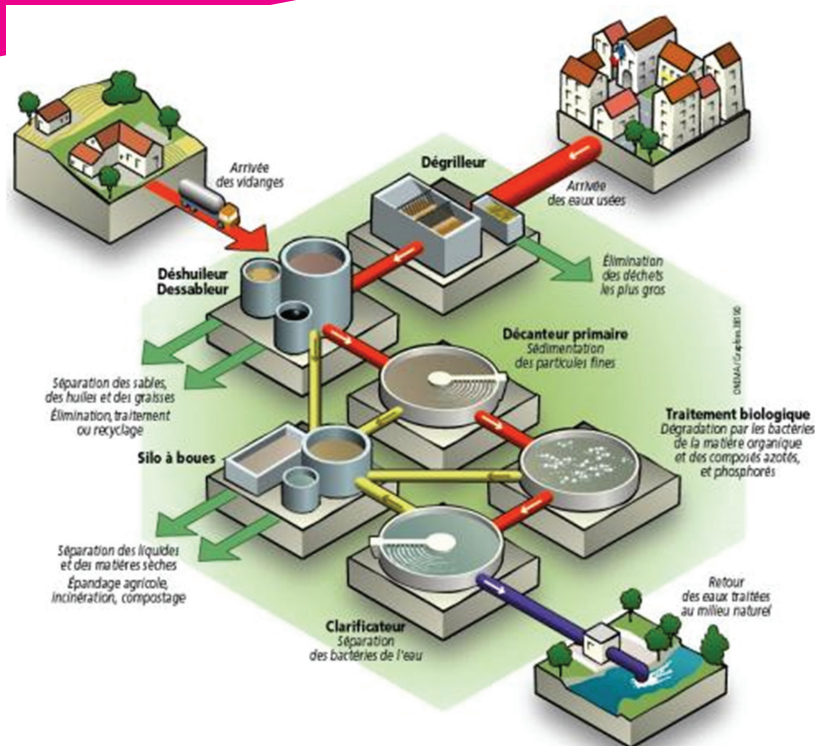 Arrivée
des vidanges
Dégrilleur
Arrivée
des eaux usées
Élimination
des déchets
les plus gros
Déshuileur
Dessableur
Séparation des sables,
des huiles et des graisses
Élimination, traitement
ou recyclage
Décanteur primaire
Sédimentation
des particules fines
Traitement biologique
Dégradation par les bactéries
de la matière organique
et des composés azotés,
et phosphorés
Silo à boues
Séparation des liquides
et des matières sèches
Épandage agricole,
incinération, compostage
Clarificateur
Séparation
des bactéries de l'eau
Retour
des eaux traitées
au milieu naturel